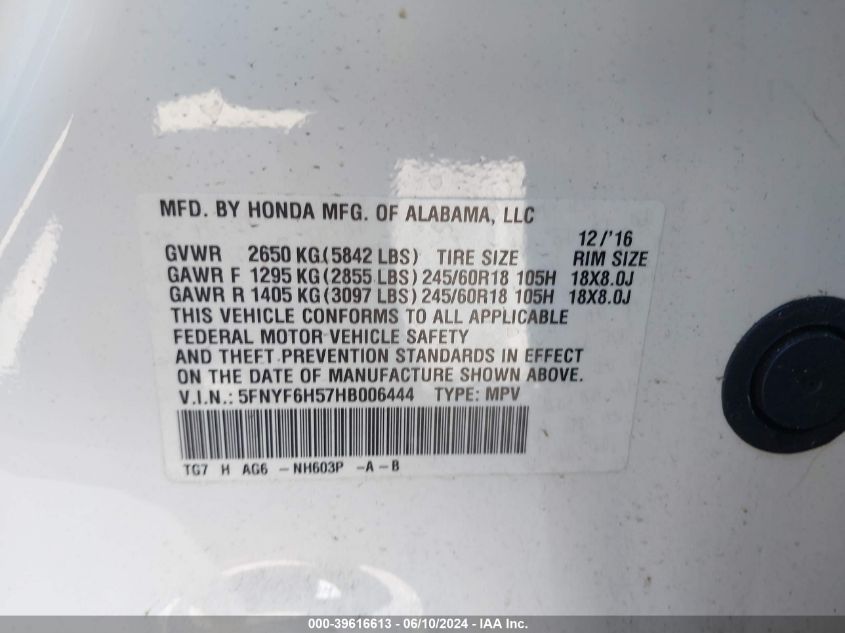 MFD. BY HONDA MFG. OF ALABAMA, LLC
12/'16
GVWR 2650 KG(5842 LBS) TIRE SIZE RIM SIZE
GAWR F 1295 KG(2855 LBS) 245/60R18 105H 18X8.0J
GAWR R 1405 KG(3097 LBS) 245/60R18 105H 18X8.0J
THIS VEHICLE CONFORMS TO ALL APPLICABLE
FEDERAL MOTOR VEHICLE SAFETY
AND THEFT PREVENTION STANDARDS IN EFFECT
ON THE DATE OF MANUFACTURE SHOWN ABOVE.
V.I.N.: 5FNYF6H57HB006444 TYPE: MPV
TG7 H AG6 -NH603P -A-B
000-39616613 - 06/10/2024 - IAA Inc.